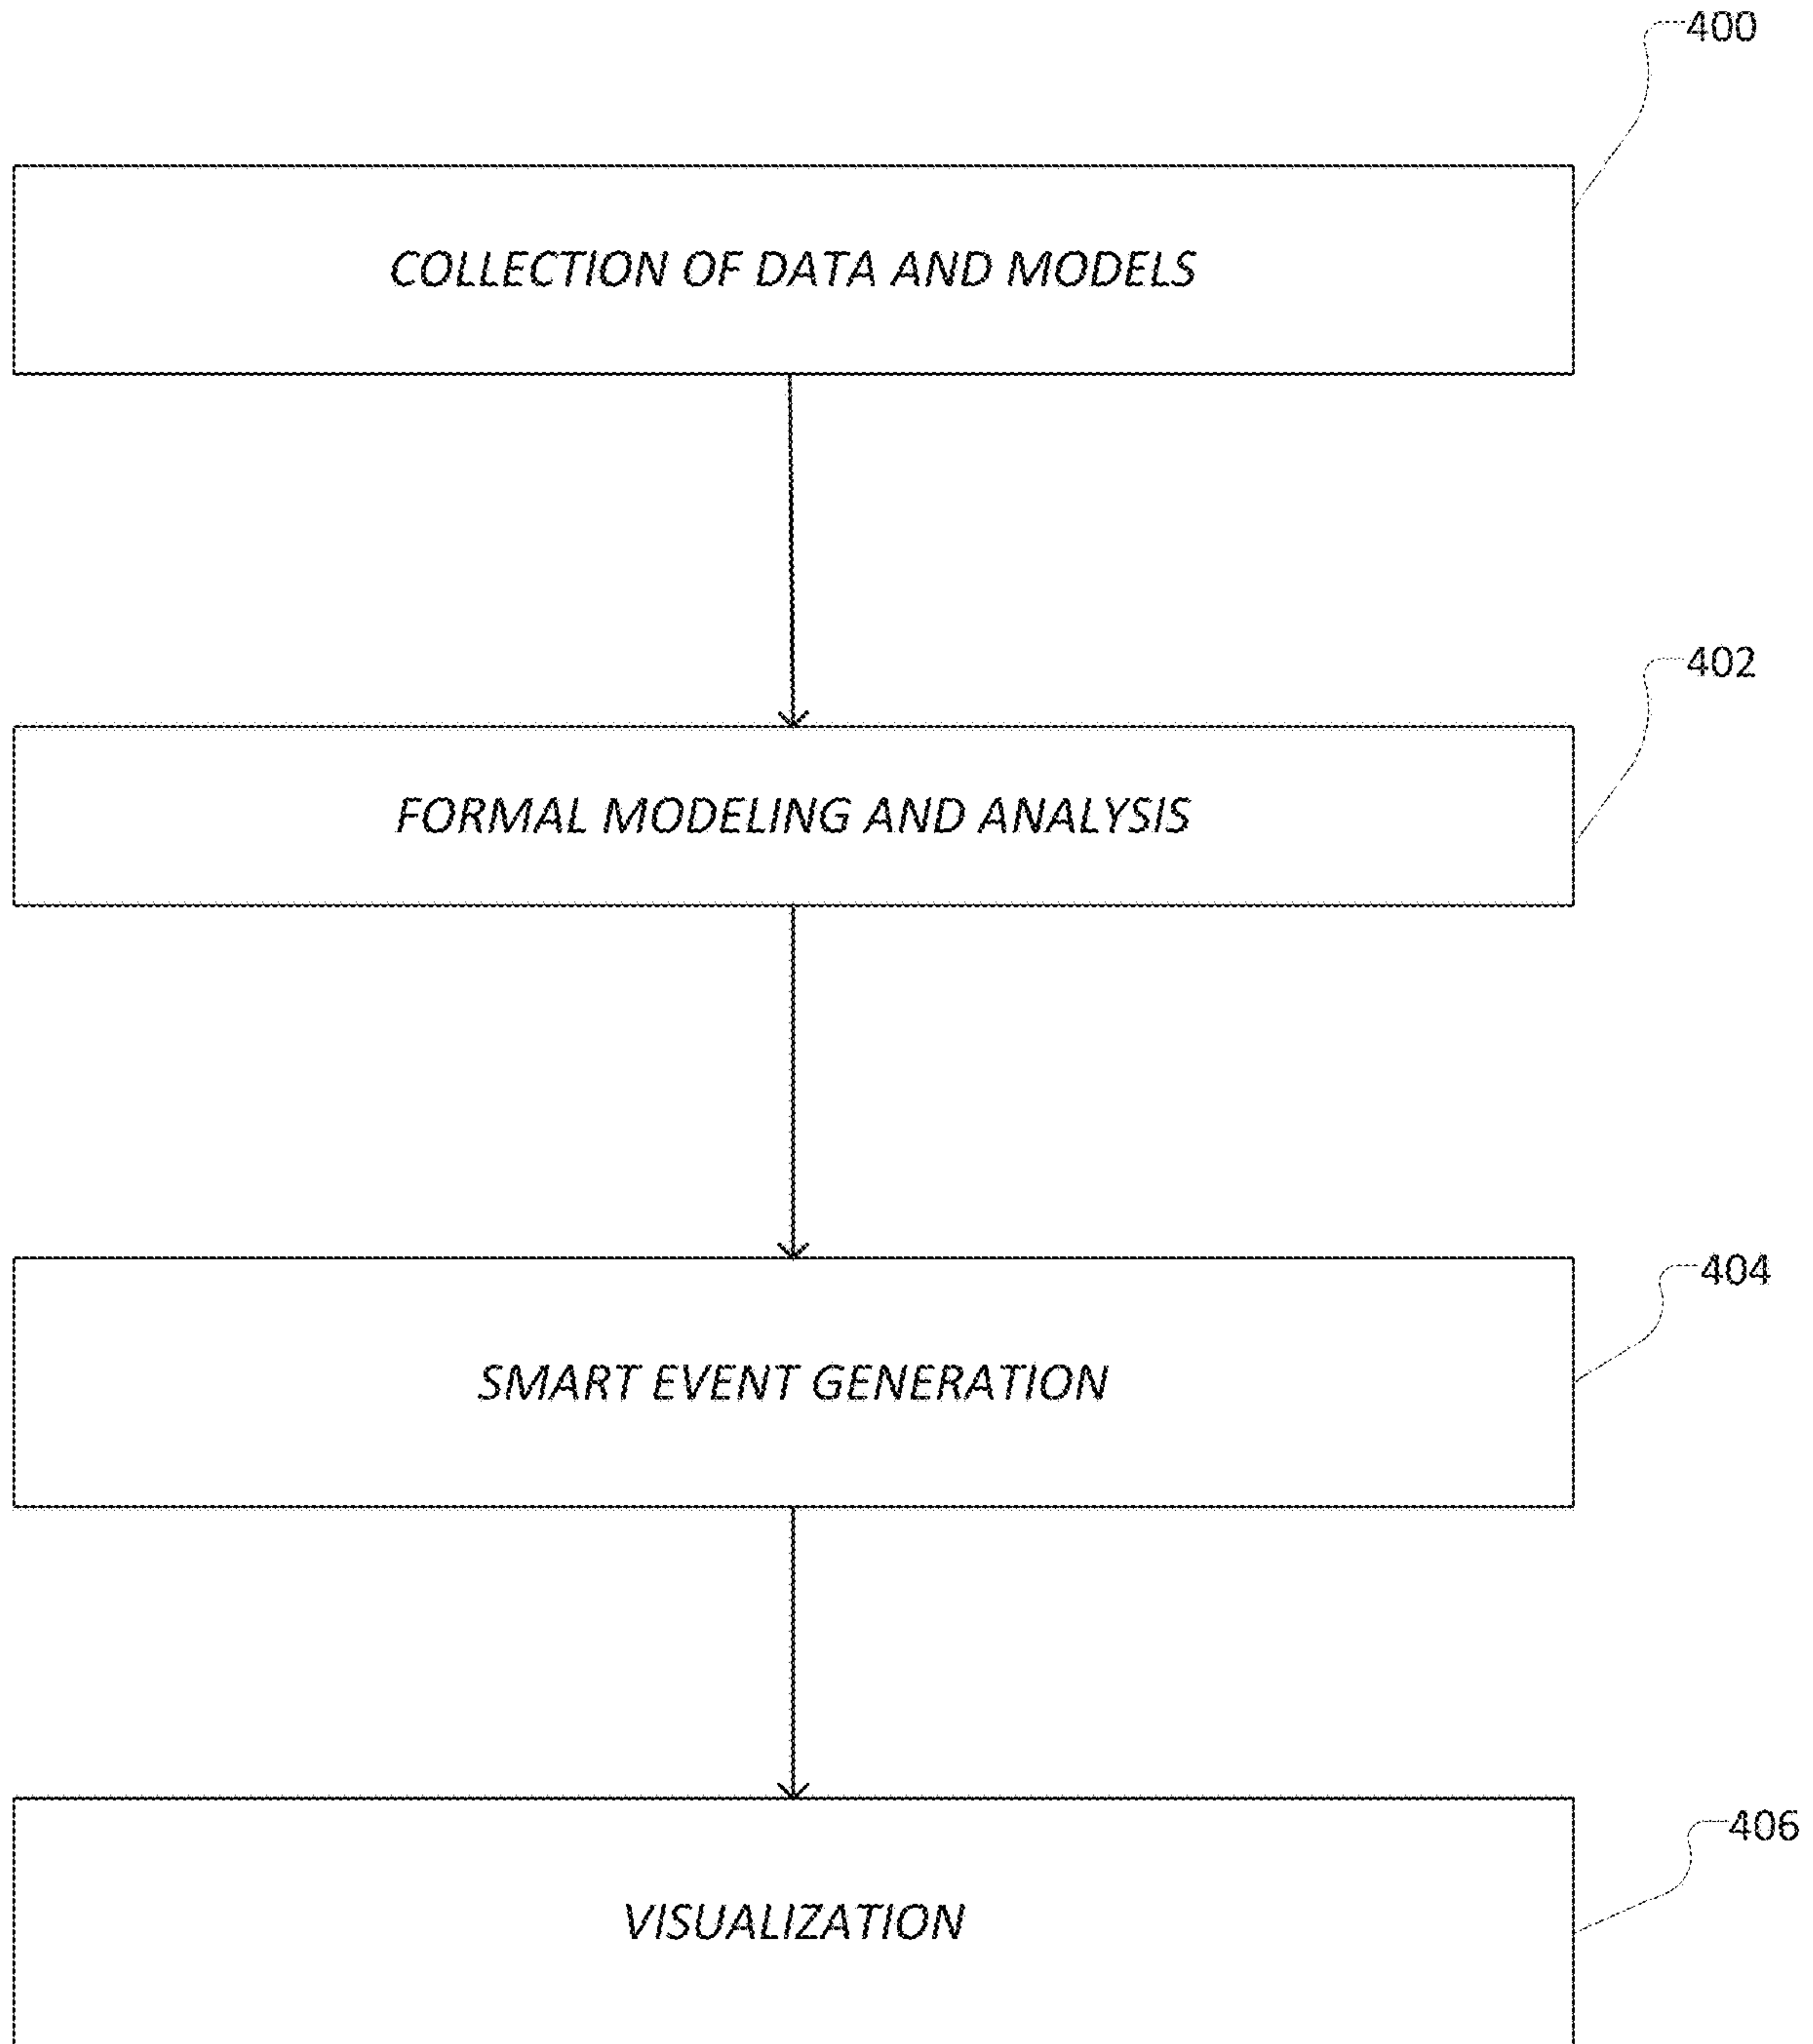 400
COLLECTION OF DATA AND MODELS
402
FORMAL MODELING AND ANALYSIS
404
SMART EVENT GENERATION
406
VISUALIZATION